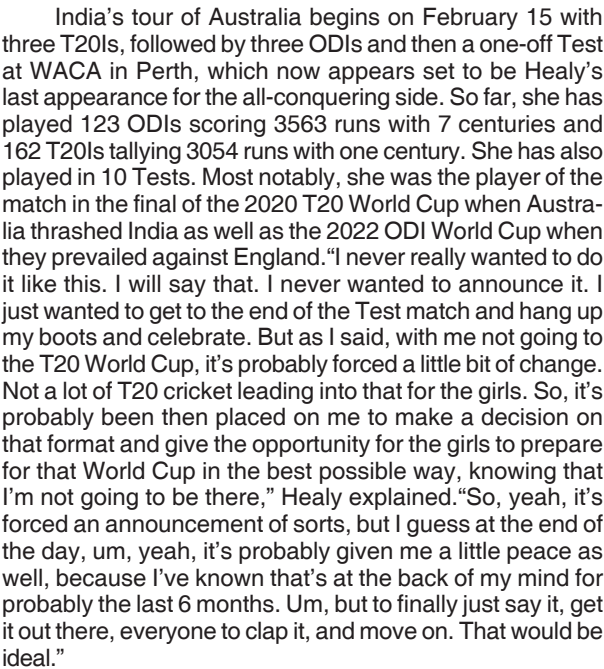 India's tour of Australia begins on February 15 with
three T20Is, followed by three ODIs and then a one-off Test
at WACA in Perth, which now appears set to be Healy's
last appearance for the all-conquering side. So far, she has
played 123 ODIs scoring 3563 runs with 7 centuries and
162 T20Is tallying 3054 runs with one century. She has also
played in 10 Tests. Most notably, she was the player of the
match in the final of the 2020 T20 World Cup when Austra-
lia thrashed India as well as the 2022 ODI World Cup when
they prevailed against England.“I never really wanted to do
it like this. I will say that. I never wanted to announce it. I
just wanted to get to the end of the Test match and hang up
my boots and celebrate. But as I said, with me not going to
the T20 World Cup, it's probably forced a little bit of change.
Not a lot of T20 cricket leading into that for the girls. So, it's
probably been then placed on me to make a decision on
that format and give the opportunity for the girls to prepare
for that World Cup in the best possible way, knowing that
I'm not going to be there,” Healy explained.“So, yeah, it's
forced an announcement of sorts, but I guess at the end of
the day, um, yeah, it's probably given me a little peace as
well, because I've known that's at the back of my mind for
probably the last 6 months. Um, but to finally just say it, get
it out there, everyone to clap it, and move on. That would be
ideal.”